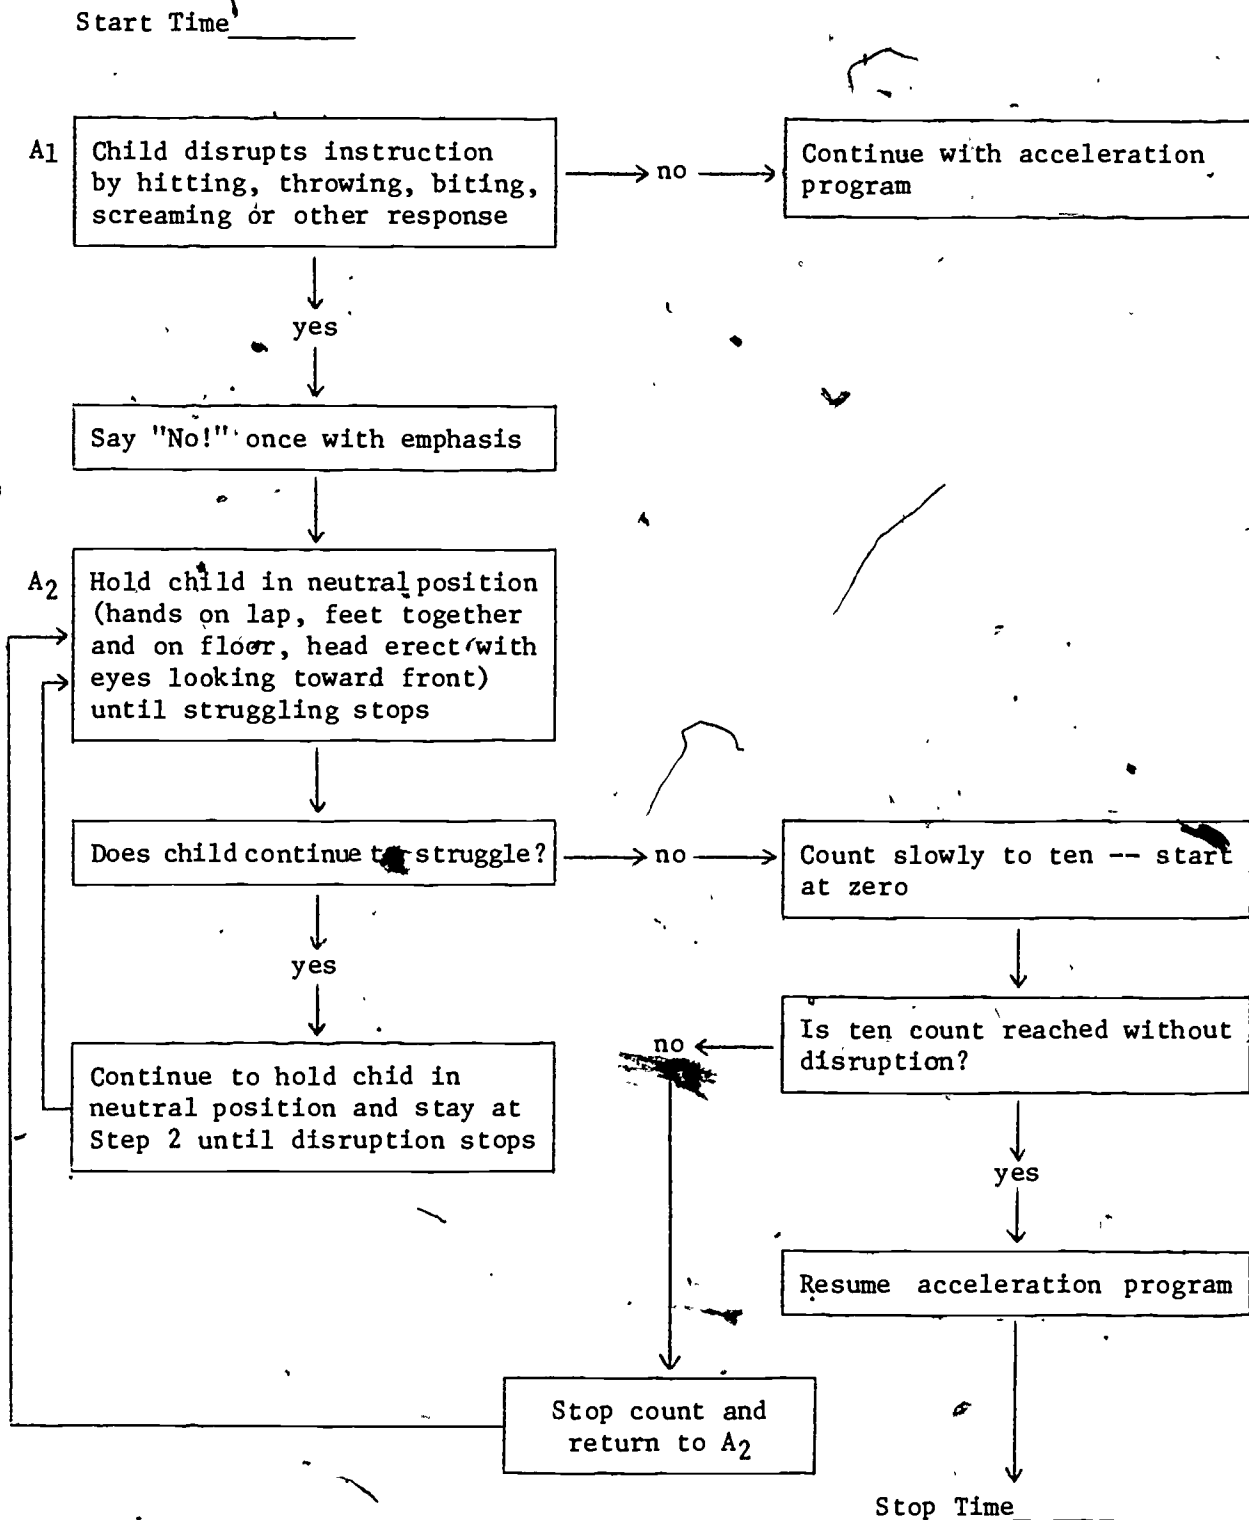 Start Time
A1
Child disrupts instruction
by hitting, throwing, biting,
screaming or other response
no
Continue with acceleration
program
yes
Say "No!" once with emphasis
A2
Hold child in neutral position
(hands on lap, feet together
and on floor, head erect with
eyes looking toward front)
until struggling stops
Does child continue to struggle?
no
Count slowly to ten -- start
at zero
yes
Is ten count reached without
disruption?
no
Continue to hold chid in
neutral position and stay at
Step 2 until disruption stops
yes
Resume acceleration program
Stop count and
return to A2
Stop Time